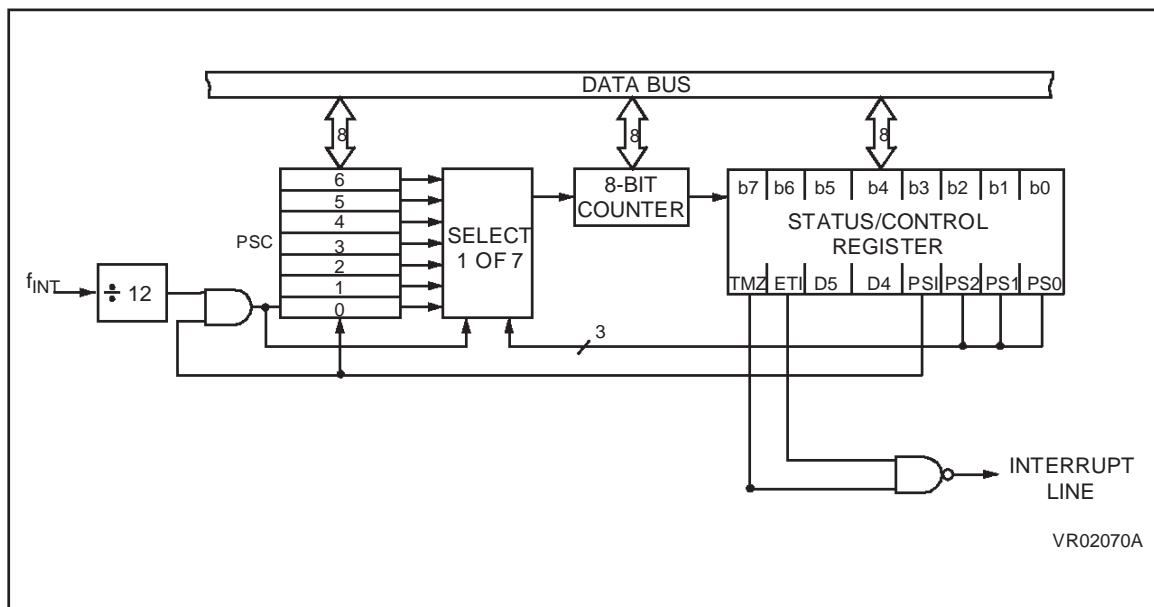 DATA BUS
8
8
8
6
5
4
3
2
1
0
PSC
SELECT
1 OF 7
8-BIT
COUNTER
b7 b6 b5 b4 b3 b2 b1 b0
STATUS/CONTROL
REGISTER
TMZ ETI D5 D4 PSI PS2 PS1 PS0
fINT
÷ 12
3
INTERRUPT
LINE
VR02070A